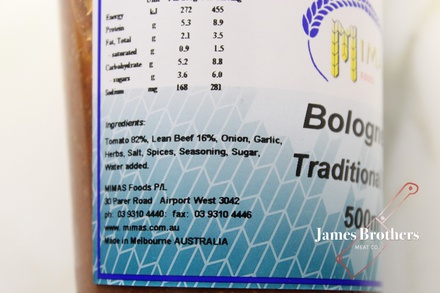 Energy kJ 272 455
Protein g 5.3 8.9
Fat, Total g 2.1 3.5
- saturated g 0.9 1.5
Carbohydrate g 5.2 8.8
- sugars g 3.6 6.0
Sodium mg 168 281
Ingredients:
Tomato 82%, Lean Beef 16%, Onion, Garlic,
Herbs, Salt, Spices, Seasoning, Sugar,
Water added.
MIMAS Foods P/L
30 Parer Road Airport West 3042
ph: 03 9310 4440: fax: 03 9310 4446
www.mimas.com.au
Made in Melbourne AUSTRALIA
MIM
Bologne
Traditiona
500g
James Brothers
MEAT CO.